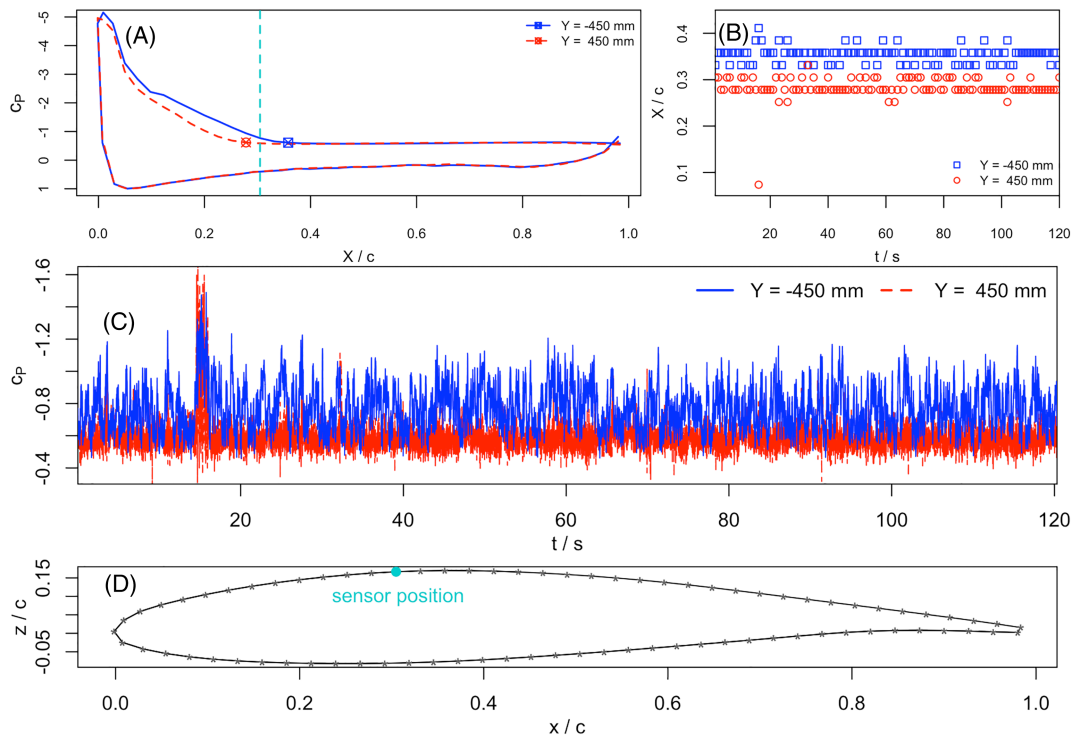 (A)
Y = -450 mm
Y = 450 mm
-5
-4
-3
-2
-1
0
1
cP
0.0 0.2 0.4 0.6 0.8 1.0
X / c
(B)
0.4
0.3
0.2
0.1
X / c
Y = -450 mm
Y = 450 mm
20 40 60 80 100 120
t / s
(C)
Y = -450 mm Y = 450 mm
-1.6
-1.2
-0.8
-0.4
cP
20 40 60 80 100 120
t / s
(D)
0.15
-0.05
z / c
sensor position
0.0 0.2 0.4 0.6 0.8 1.0
x / c